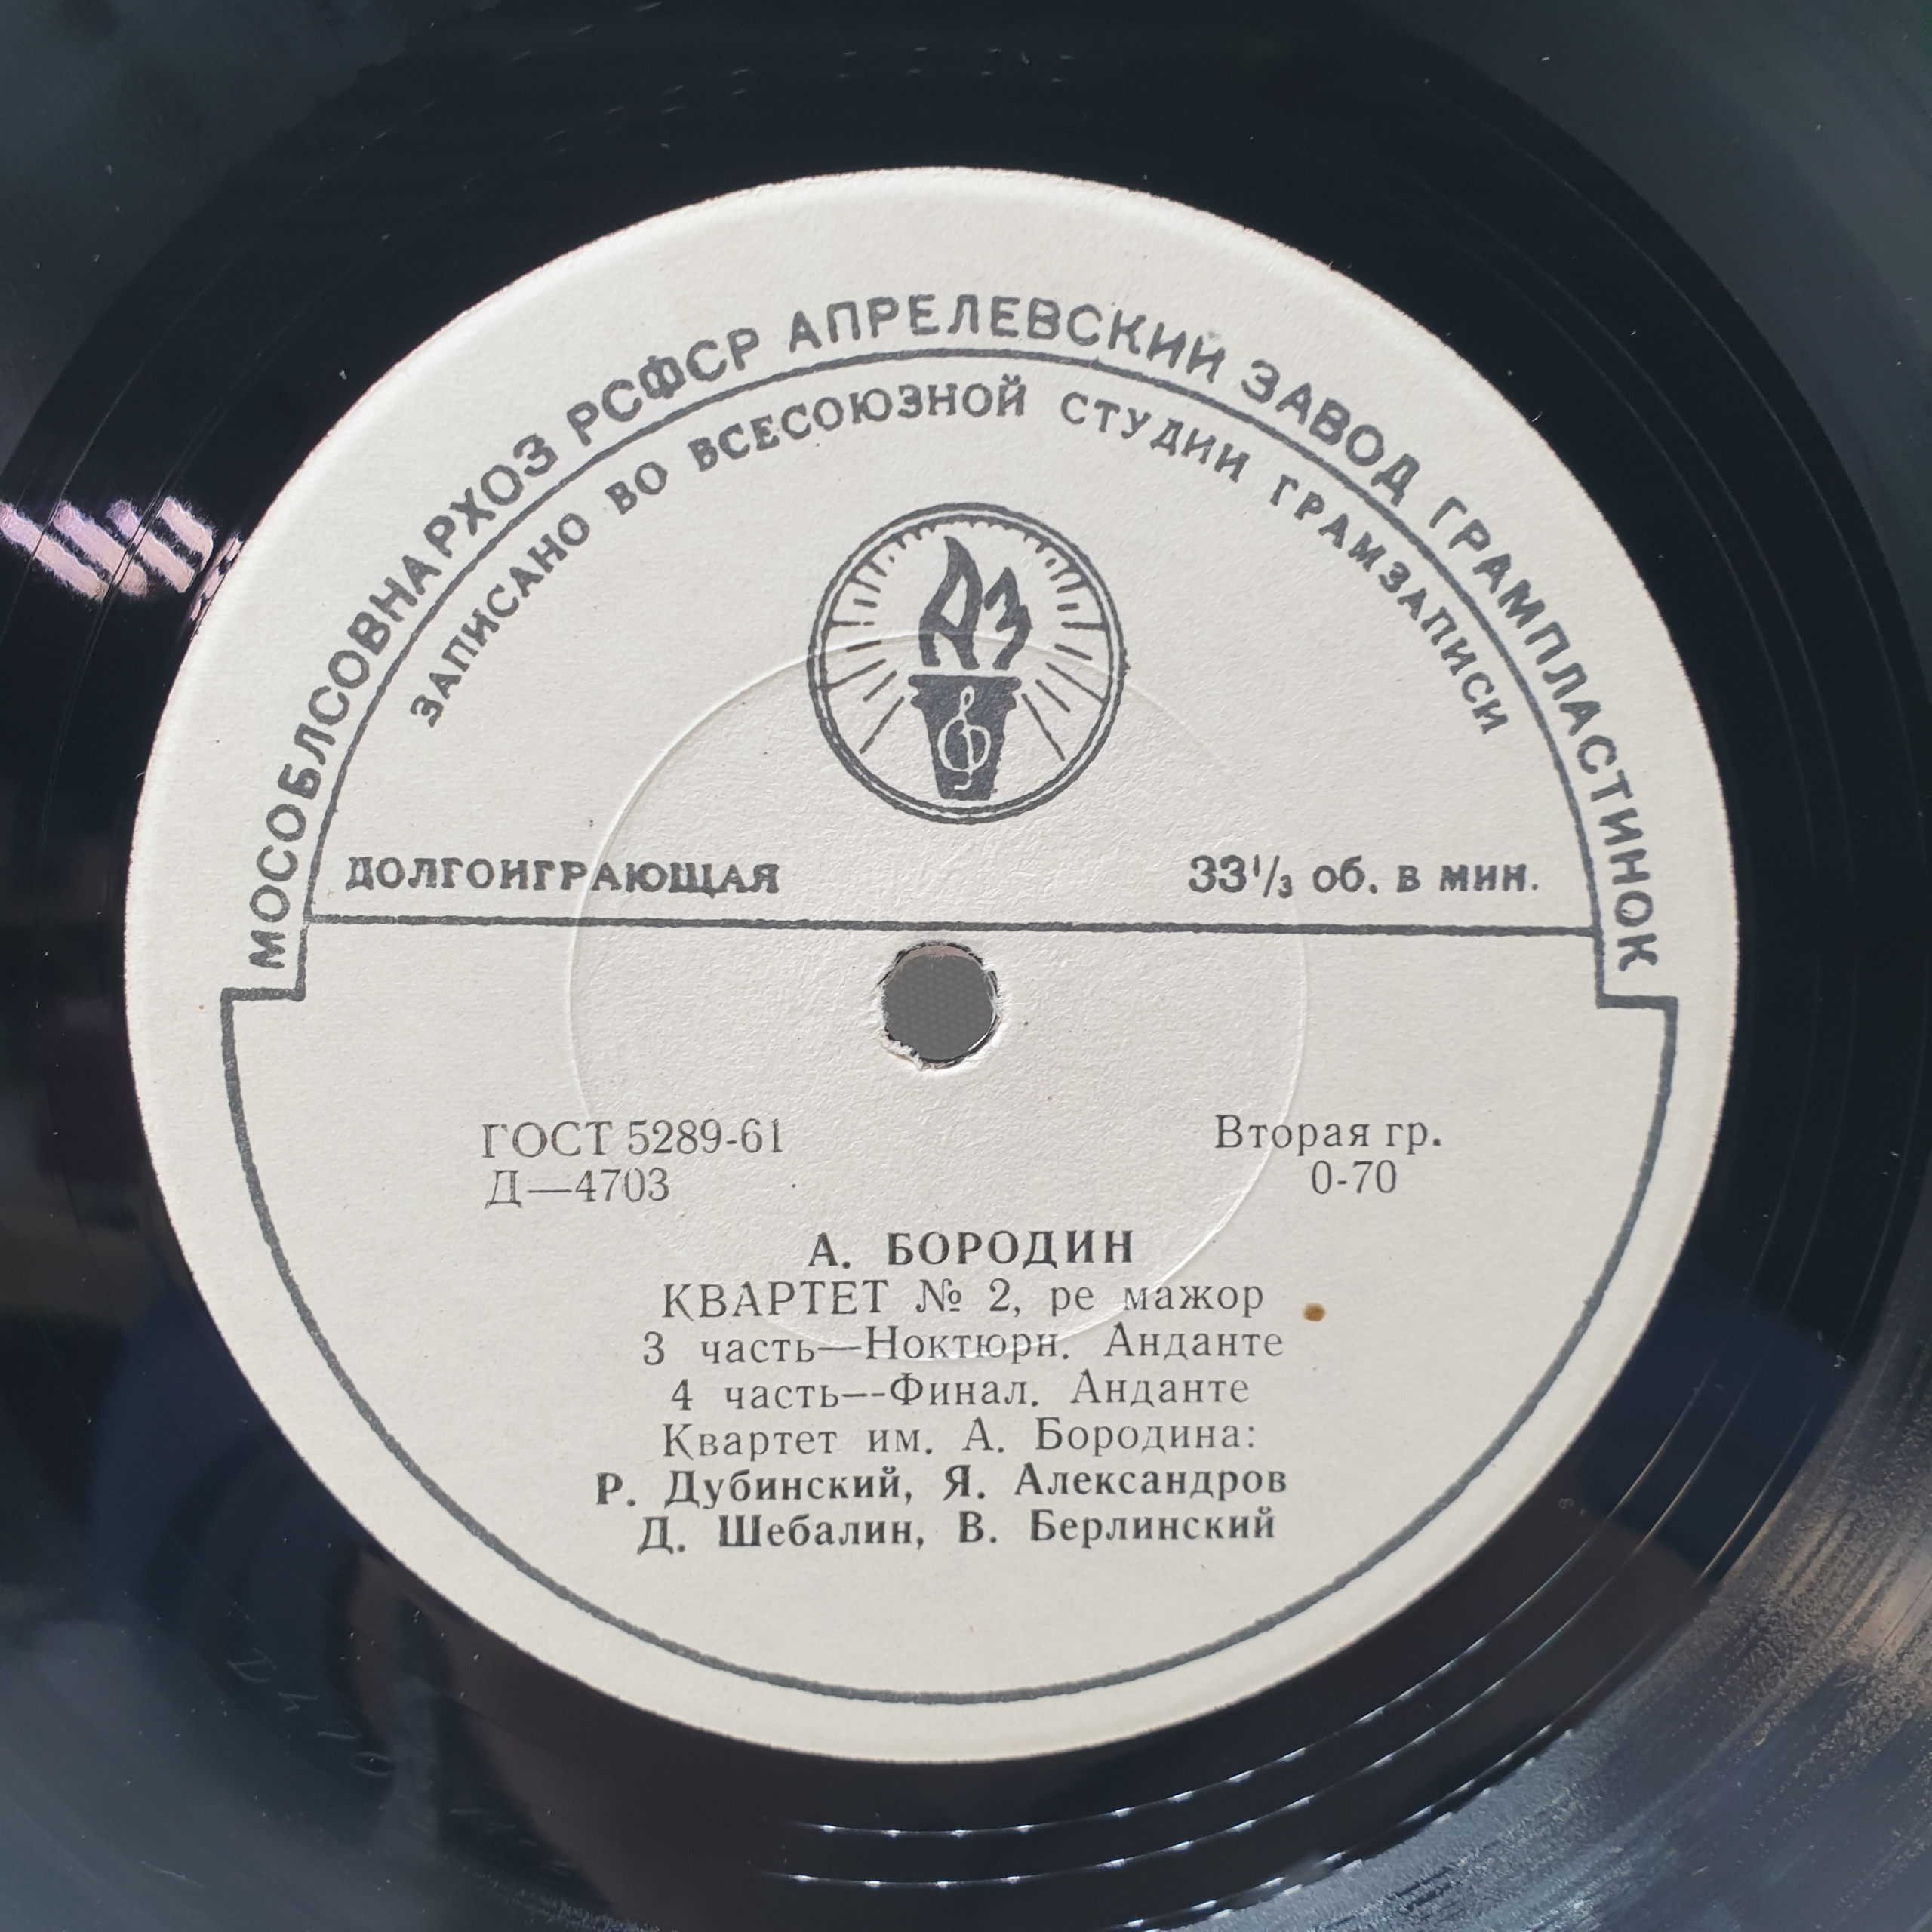 МОСОБЛСОВНАРХОЗ РСФСР АПРЕЛЕВСКИЙ ЗАВОД ГРАМПЛАСТИНОК
ЗАПИСАНО ВО ВСЕСОЮЗНОЙ СТУДИИ ГРАМЗАПИСИ
АЗ
ДОЛГОИГРАЮЩАЯ 33⅓ об. в мин.
ГОСТ 5289-61 Вторая гр.
Д—4703 0-70
А. БОРОДИН
КВАРТЕТ № 2, ре мажор
3 часть—Ноктюрн. Анданте
4 часть—Финал. Анданте
Квартет им. А. Бородина:
Р. Дубинский, Я. Александров
Д. Шебалин, В. Берлинский